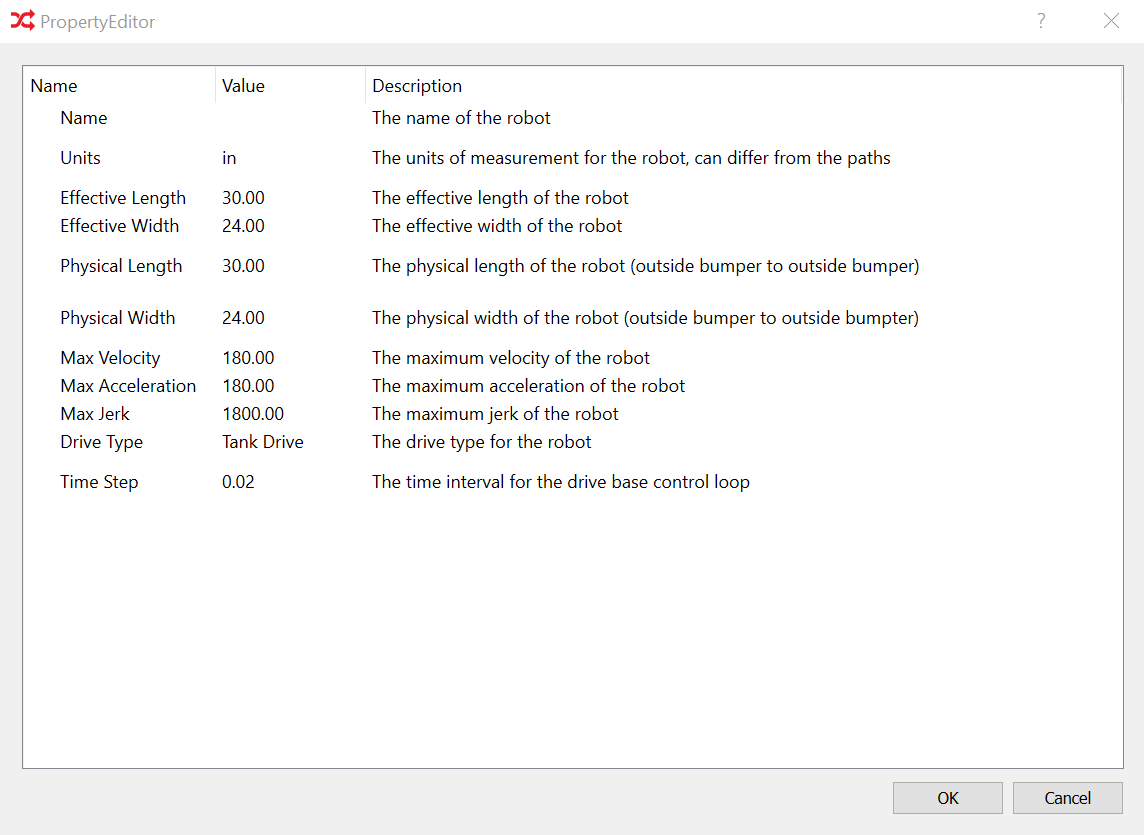 PropertyEditor ?
Name Value Description
Name The name of the robot
Units in The units of measurement for the robot, can differ from the paths
Effective Length 30.00 The effective length of the robot
Effective Width 24.00 The effective width of the robot
Physical Length 30.00 The physical length of the robot (outside bumper to outside bumper)
Physical Width 24.00 The physical width of the robot (outside bumper to outside bumpter)
Max Velocity 180.00 The maximum velocity of the robot
Max Acceleration 180.00 The maximum acceleration of the robot
Max Jerk 1800.00 The maximum jerk of the robot
Drive Type Tank Drive The drive type for the robot
Time Step 0.02 The time interval for the drive base control loop
OK Cancel